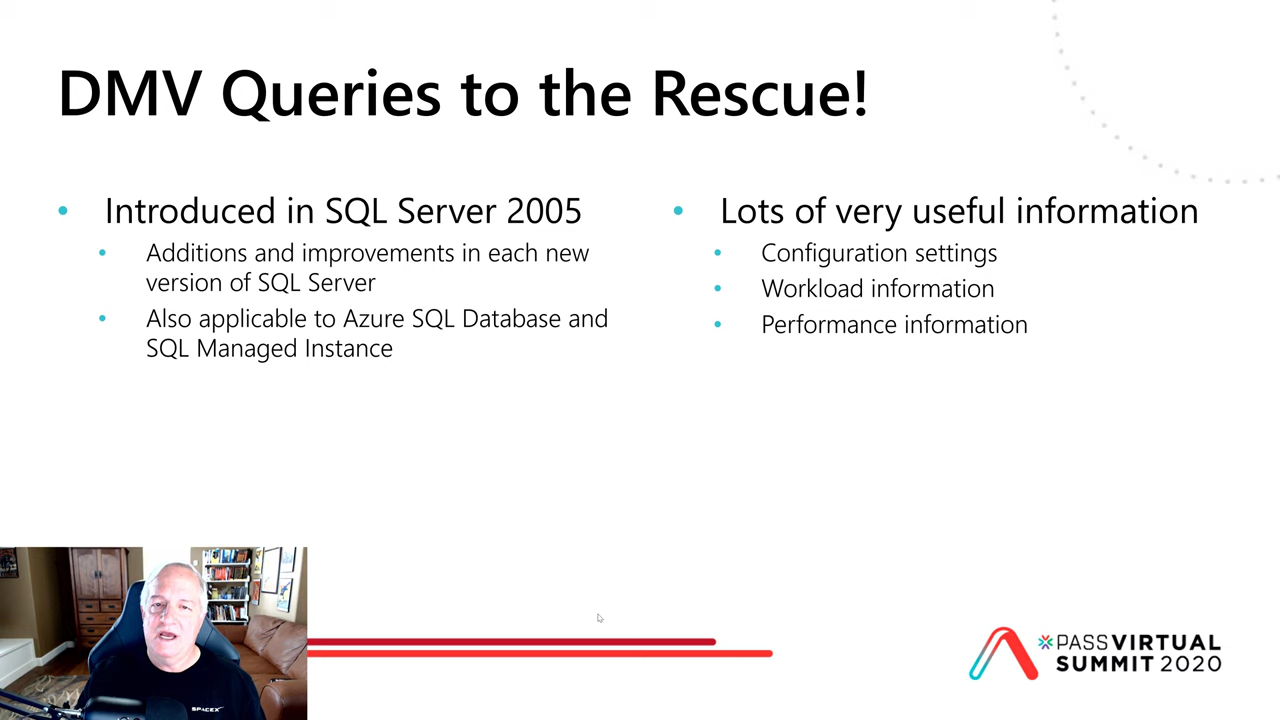 DMV Queries to the Rescue!
Introduced in SQL Server 2005
Additions and improvements in each new
version of SQL Server
Also applicable to Azure SQL Database and
SQL Managed Instance
Lots of very useful information
Configuration settings
Workload information
Performance information
SPACEX
PASS VIRTUAL
SUMMIT 2020